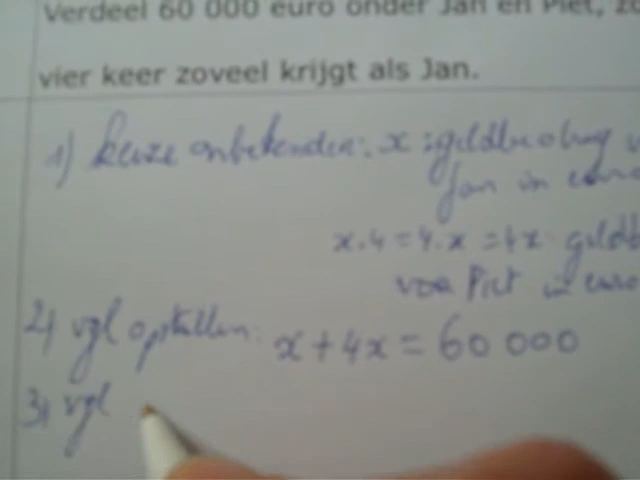 Verdeel 60 000 euro onder Jan en Piet, zo
vier keer zoveel krijgt als Jan.
1) keuze onbekenden: x = geldbedrag v
Jan in euro
x.4 = 4.x = 4x geldb
voor Piet in euro
2) vgl opstellen: x + 4x = 60 000
3) vgl